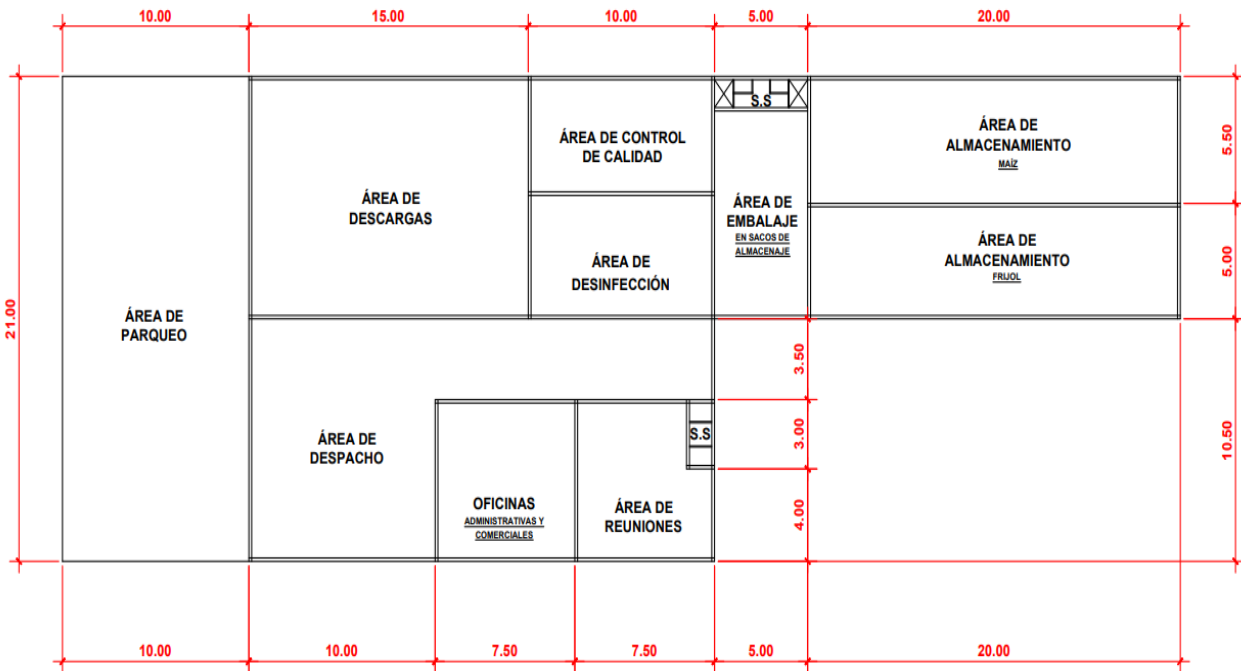 10.00
15.00
10.00
5.00
20.00
S.S
ÁREA DE CONTROL
DE CALIDAD
ÁREA DE
ALMACENAMIENTO
MAÍZ
5.50
ÁREA DE
DESCARGAS
ÁREA DE
EMBALAJE
EN SACOS DE
ALMACENAJE
ÁREA DE
DESINFECCIÓN
ÁREA DE
ALMACENAMIENTO
FRIJOL
5.00
21.00
ÁREA DE
PARQUEO
3.50
ÁREA DE
DESPACHO
S.S
3.00
10.50
OFICINAS
ADMINISTRATIVAS Y
COMERCIALES
ÁREA DE
REUNIONES
4.00
10.00
10.00
7.50
7.50
5.00
20.00